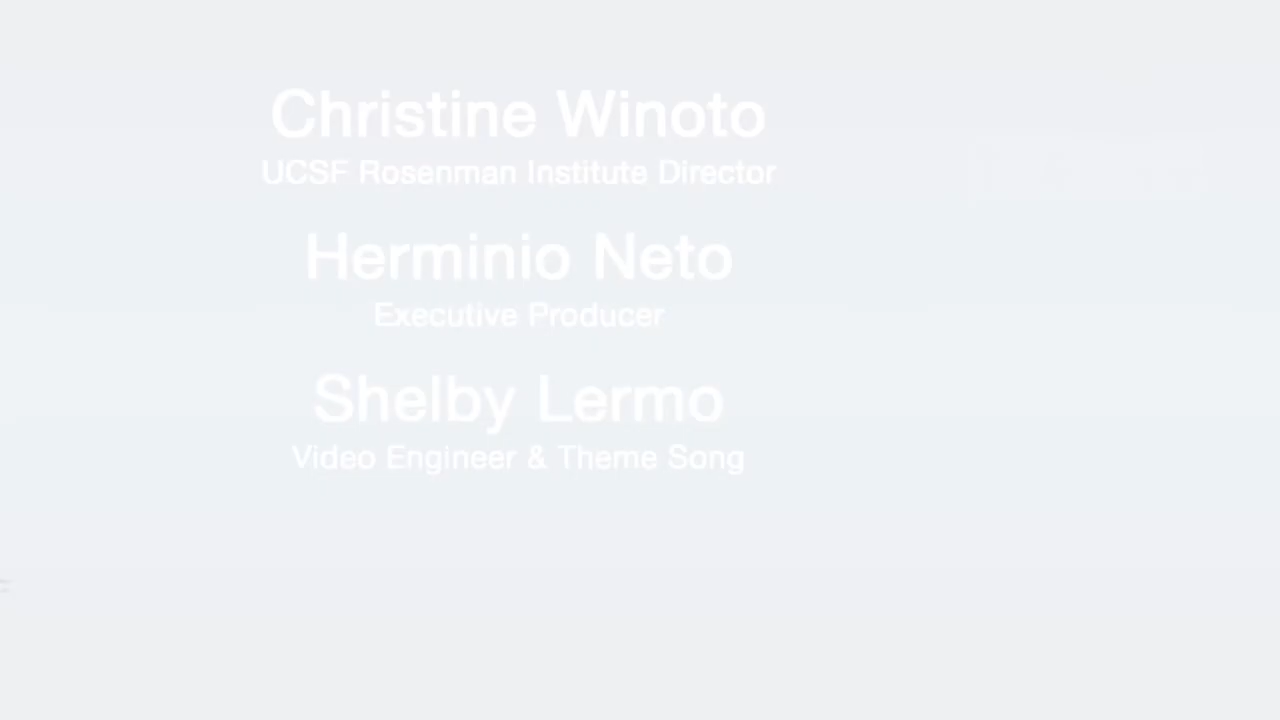 Christine Winoto
UCSF Rosenman Institute Director
Herminio Neto
Executive Producer
Shelby Lermo
Video Engineer & Theme Song